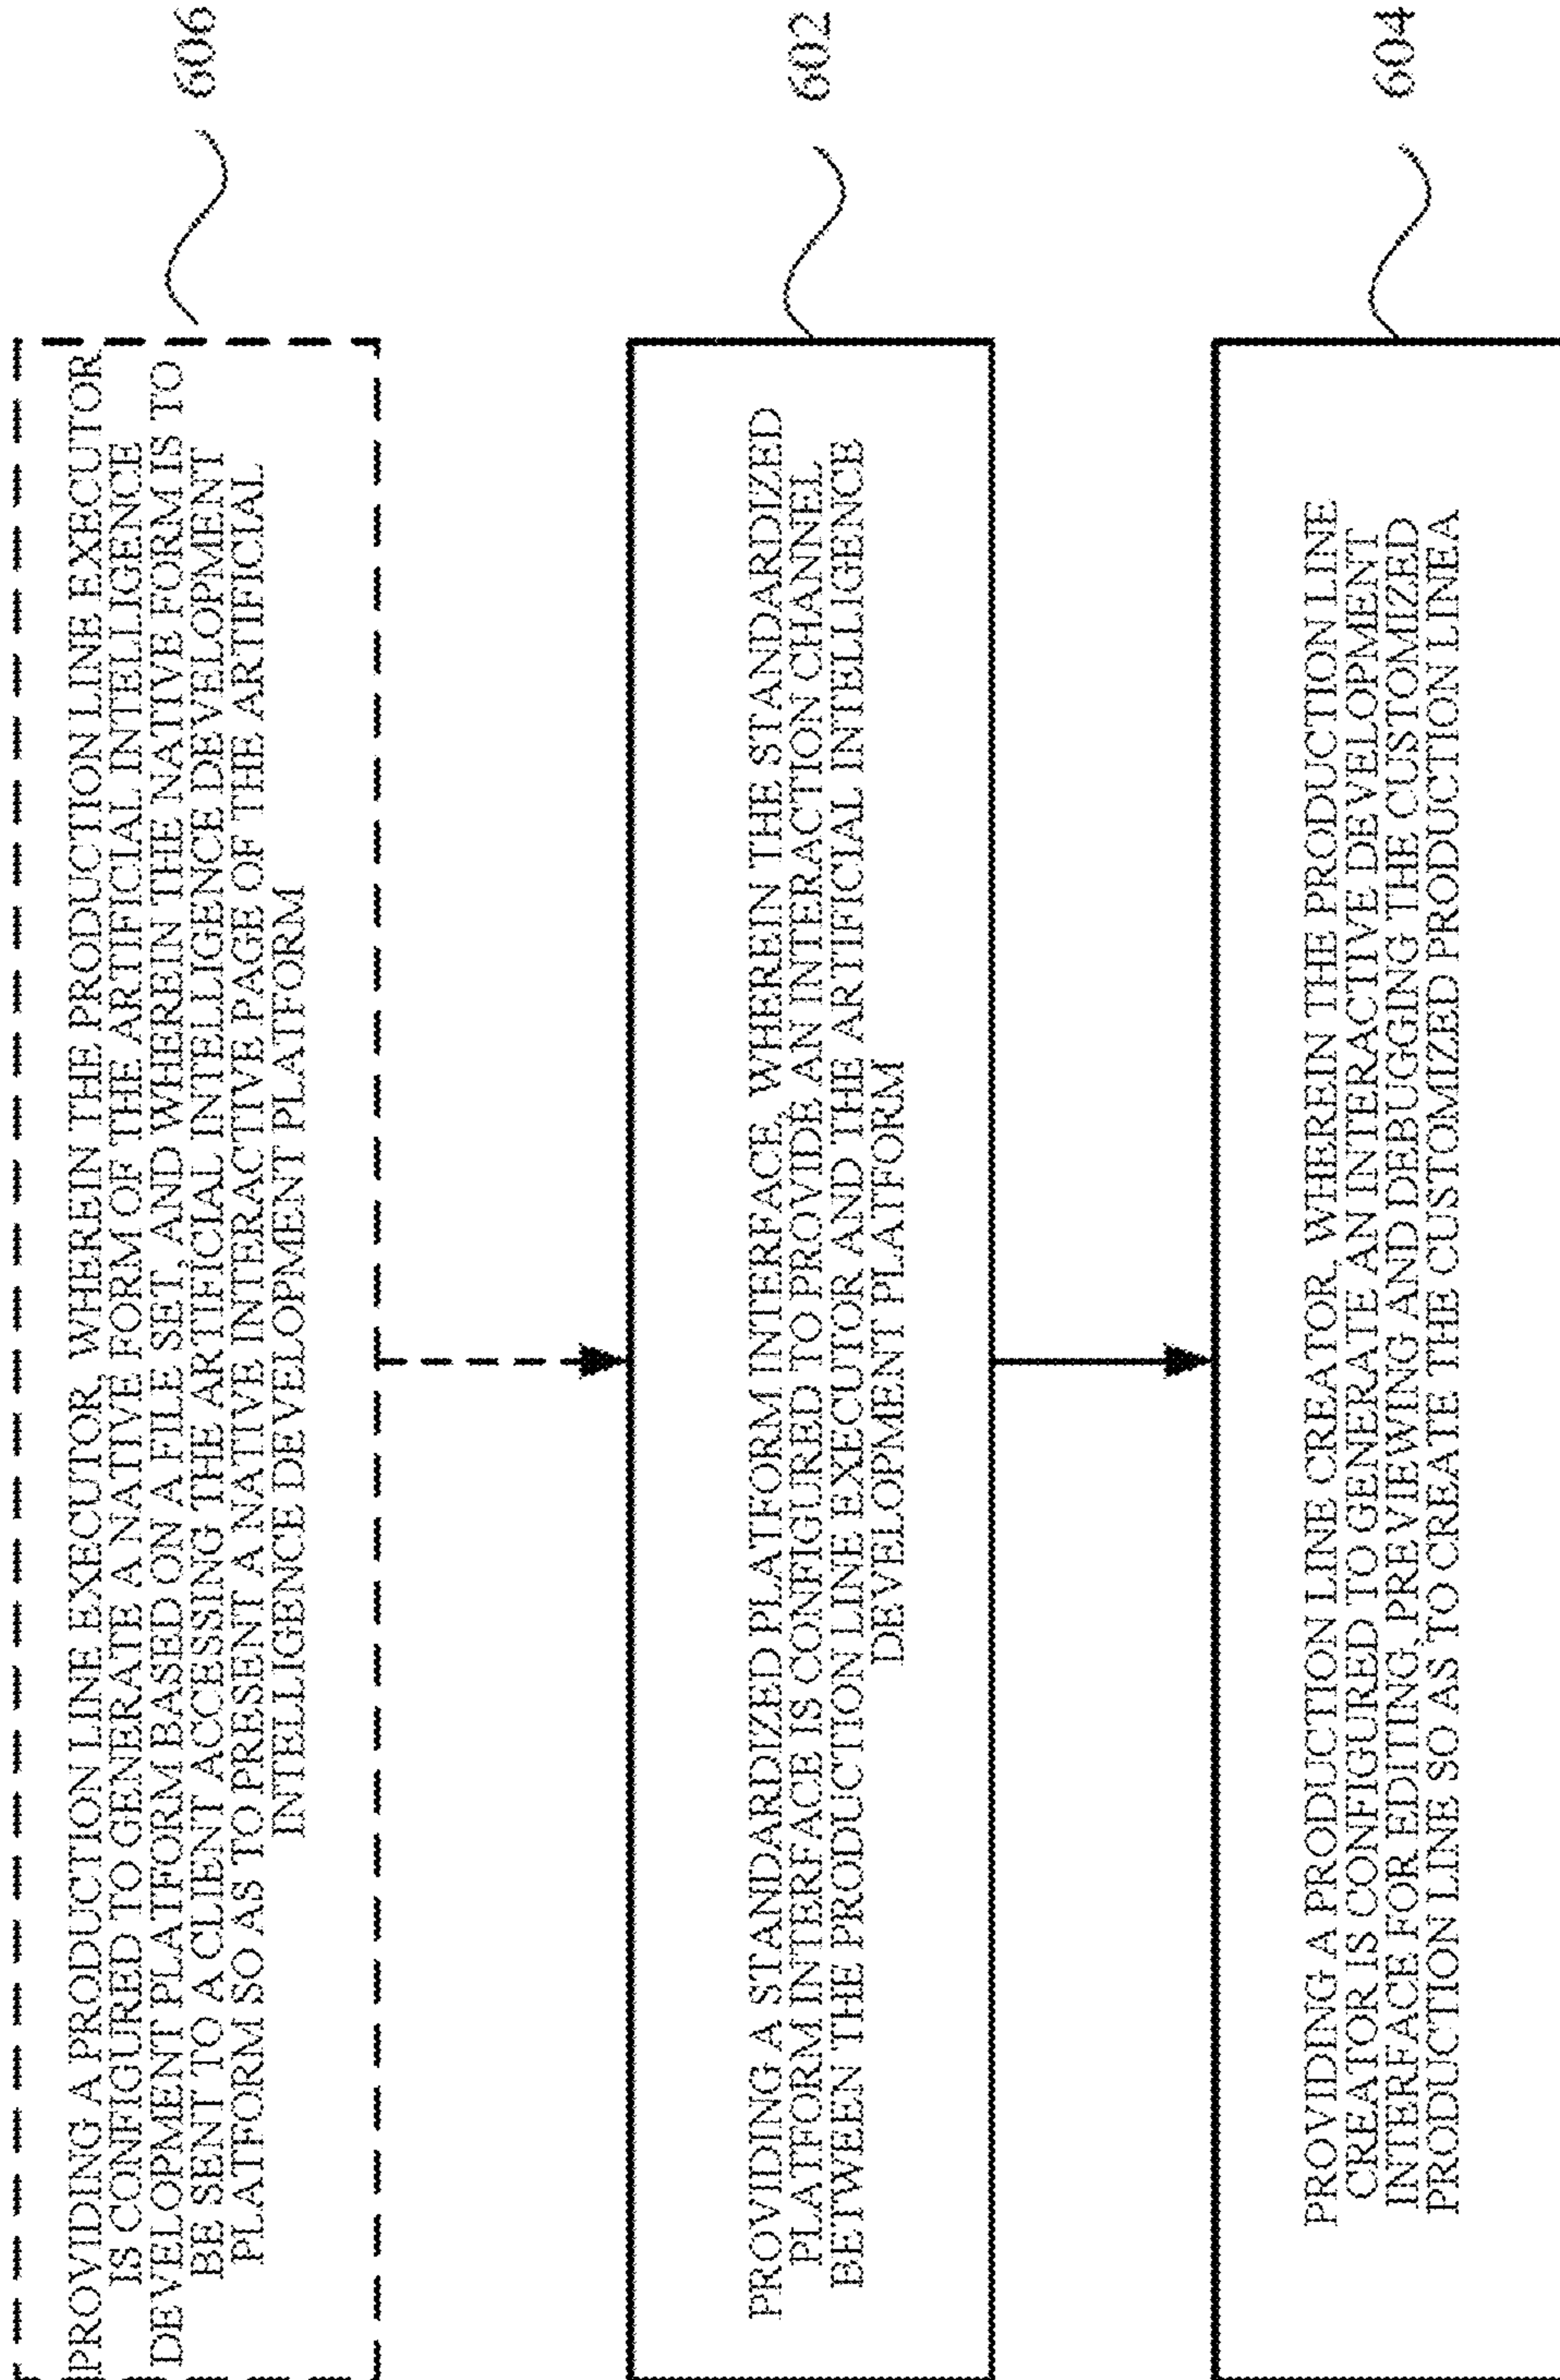 PROVIDING A PRODUCTION LINE EXECUTOR, WHEREIN THE PRODUCTION LINE EXECUTOR
IS CONFIGURED TO GENERATE A NATIVE FORM OF THE ARTIFICIAL INTELLIGENCE
DEVELOPMENT PLATFORM BASED ON A FILE SET, AND WHEREIN THE NATIVE FORM IS TO
BE SENT TO A CLIENT ACCESSING THE ARTIFICIAL INTELLIGENCE DEVELOPMENT
PLATFORM SO AS TO PRESENT A NATIVE INTERACTIVE PAGE OF THE ARTIFICIAL
INTELLIGENCE DEVELOPMENT PLATFORM
606
PROVIDING A STANDARDIZED PLATFORM INTERFACE, WHEREIN THE STANDARDIZED
PLATFORM INTERFACE IS CONFIGURED TO PROVIDE AN INTERACTION CHANNEL
BETWEEN THE PRODUCTION LINE EXECUTOR AND THE ARTIFICIAL INTELLIGENCE
DEVELOPMENT PLATFORM
602
PROVIDING A PRODUCTION LINE CREATOR, WHEREIN THE PRODUCTION LINE
CREATOR IS CONFIGURED TO GENERATE AN INTERACTIVE DEVELOPMENT
INTERFACE FOR EDITING, PREVIEWING AND DEBUGGING THE CUSTOMIZED
PRODUCTION LINE SO AS TO CREATE THE CUSTOMIZED PRODUCTION LINEA
604